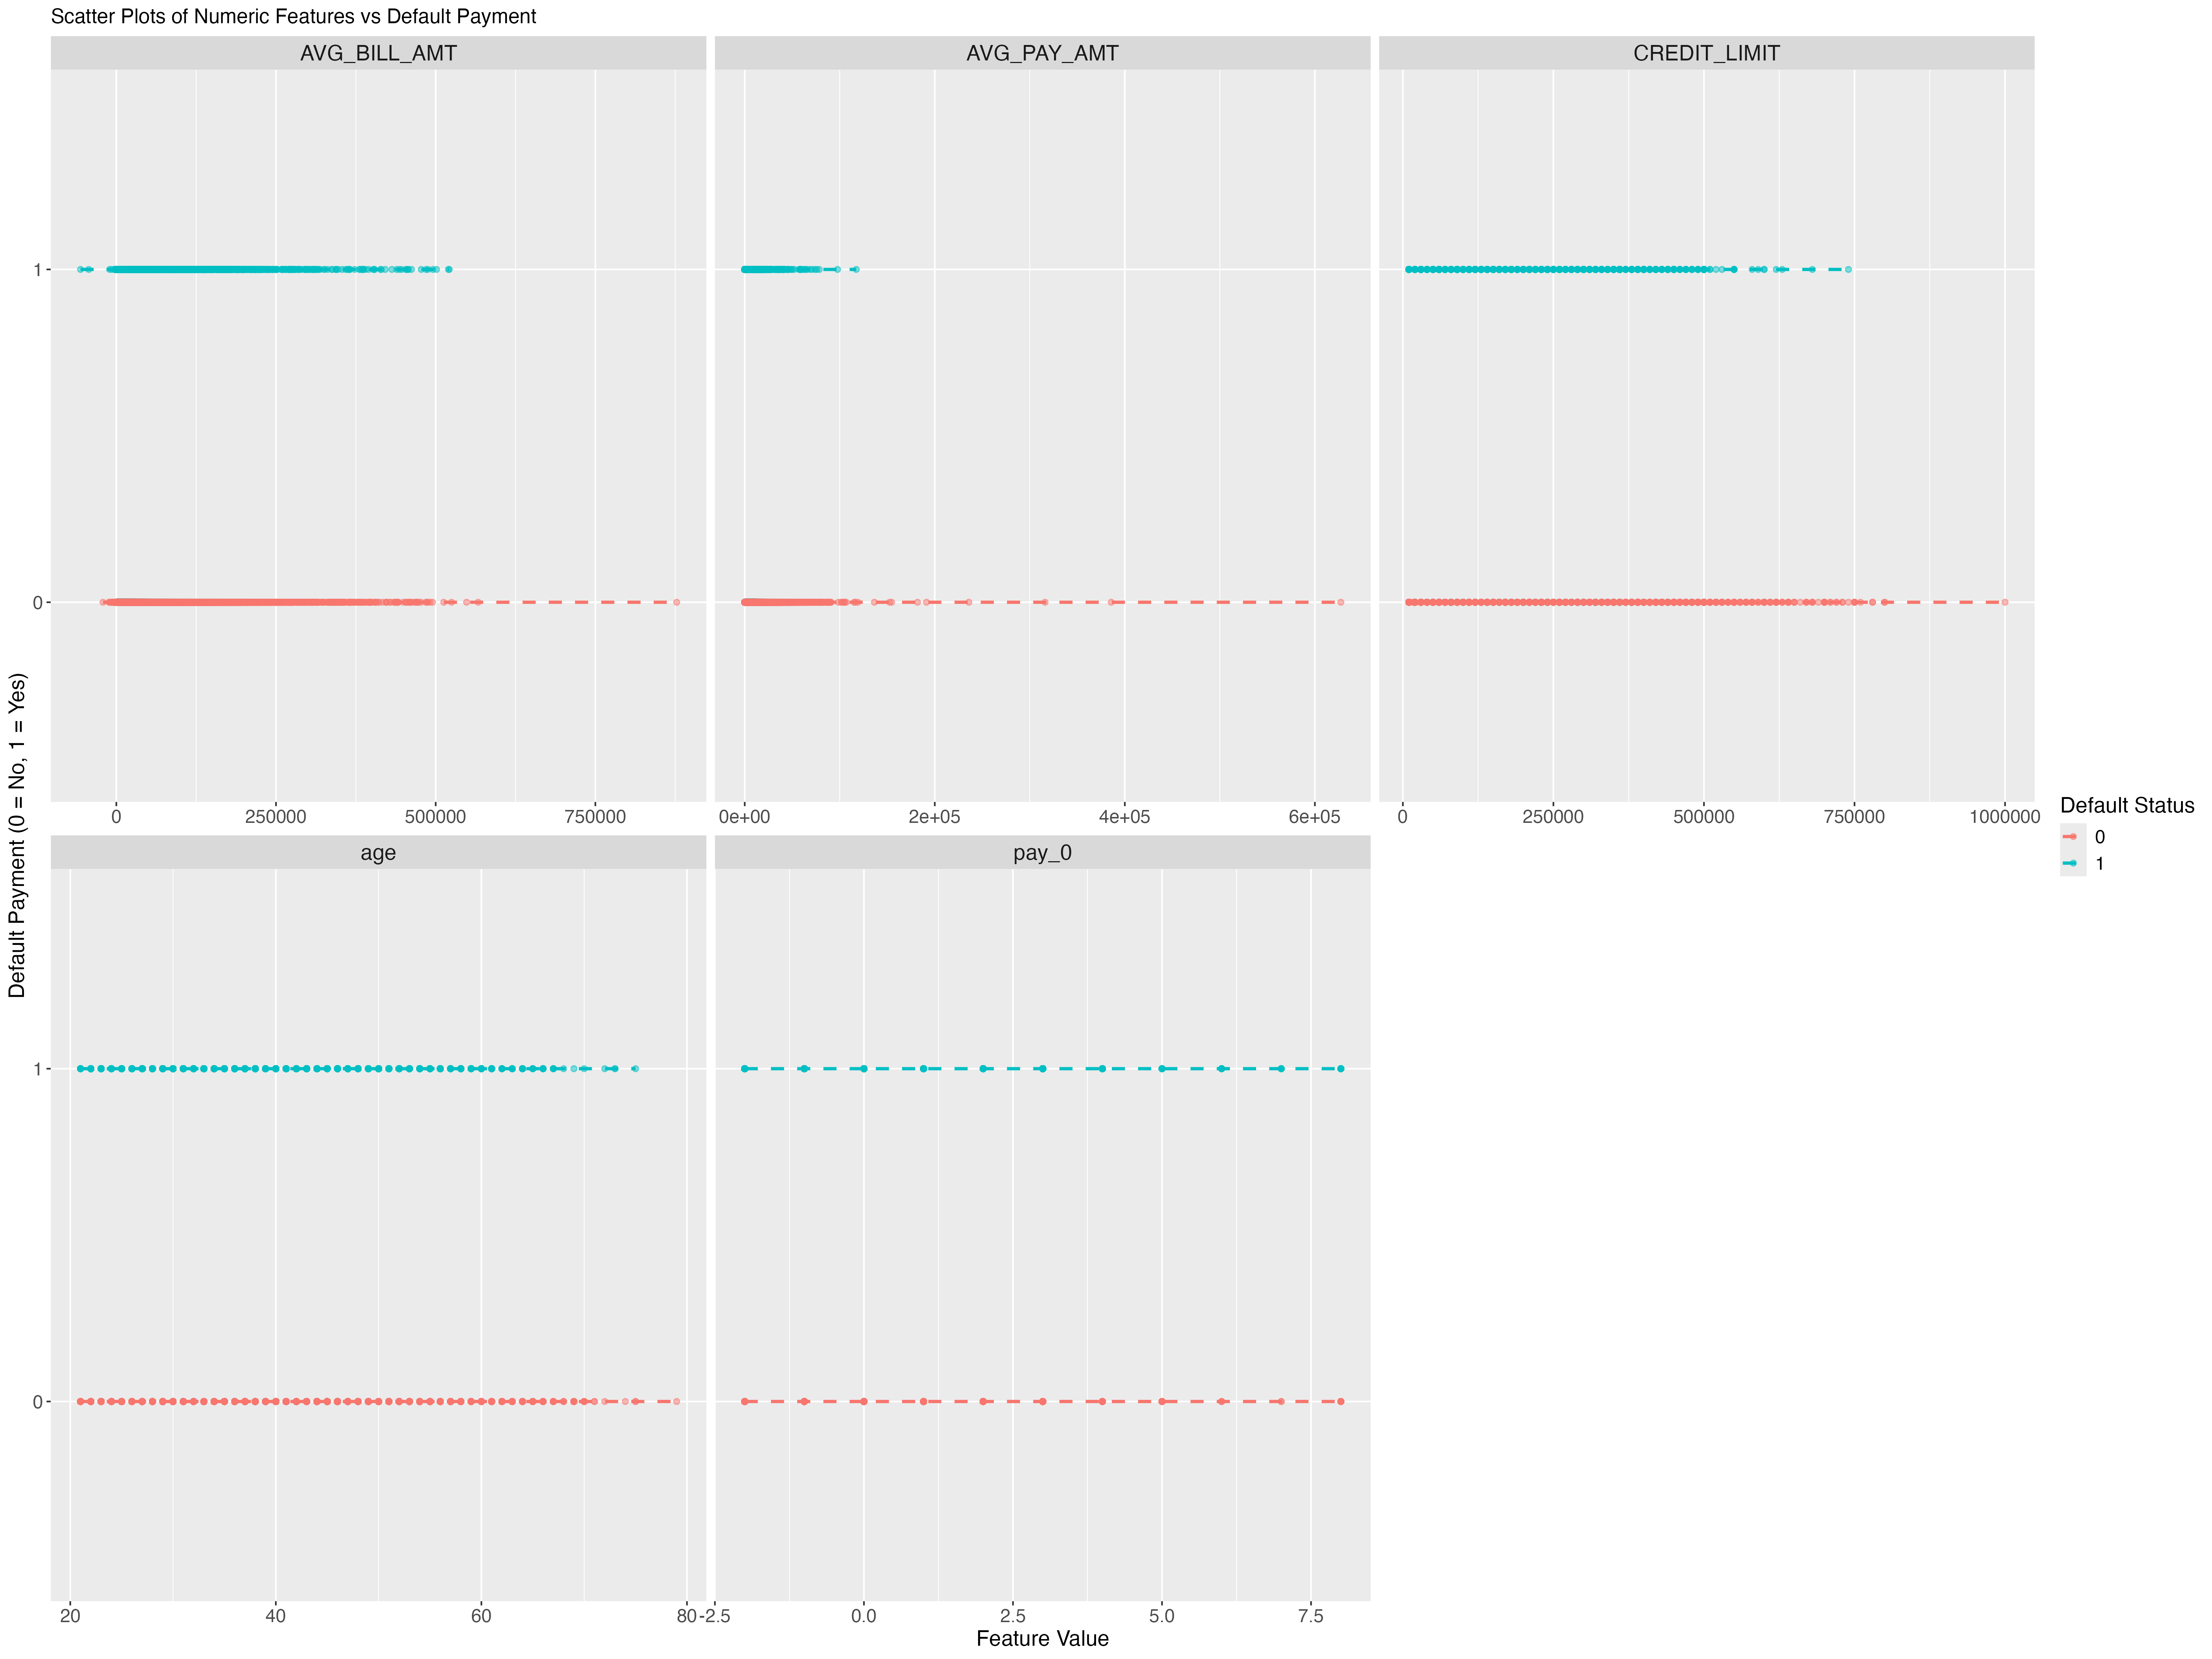 Scatter Plots of Numeric Features vs Default Payment
AVG_BILL_AMT
AVG_PAY_AMT
CREDIT_LIMIT
1
0
0 250000 500000 750000
0e+00 2e+05 4e+05 6e+05
0 250000 500000 750000 1000000
Default Payment (0 = No, 1 = Yes)
age
pay_0
1
0
20 40 60 80
-2.5 0.0 2.5 5.0 7.5
Feature Value
Default Status
0
1